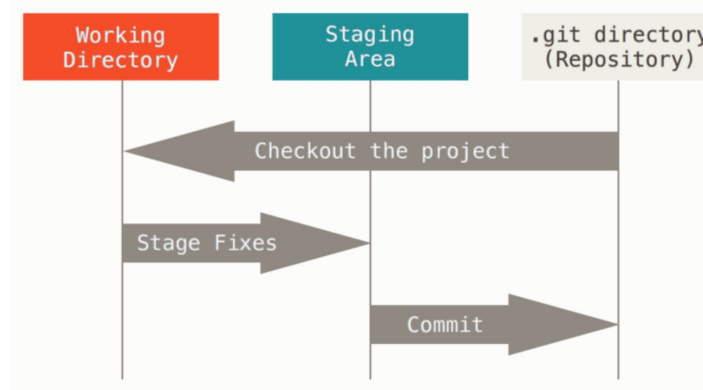 Working
Directory
Staging
Area
.git directory
(Repository)
Checkout the project
Stage Fixes
Commit